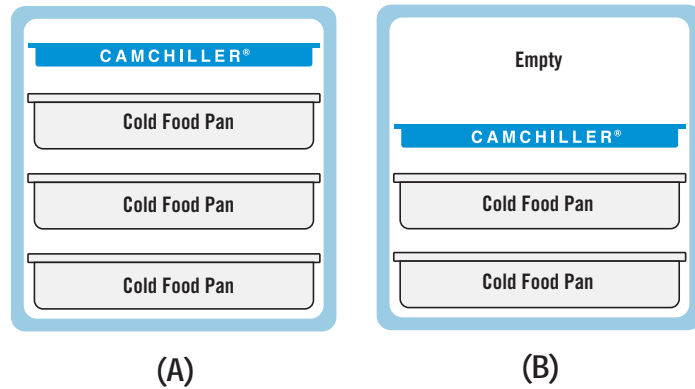 CAMCHILLER®
Cold Food Pan
Cold Food Pan
Cold Food Pan
(A)
Empty
CAMCHILLER®
Cold Food Pan
Cold Food Pan
(B)